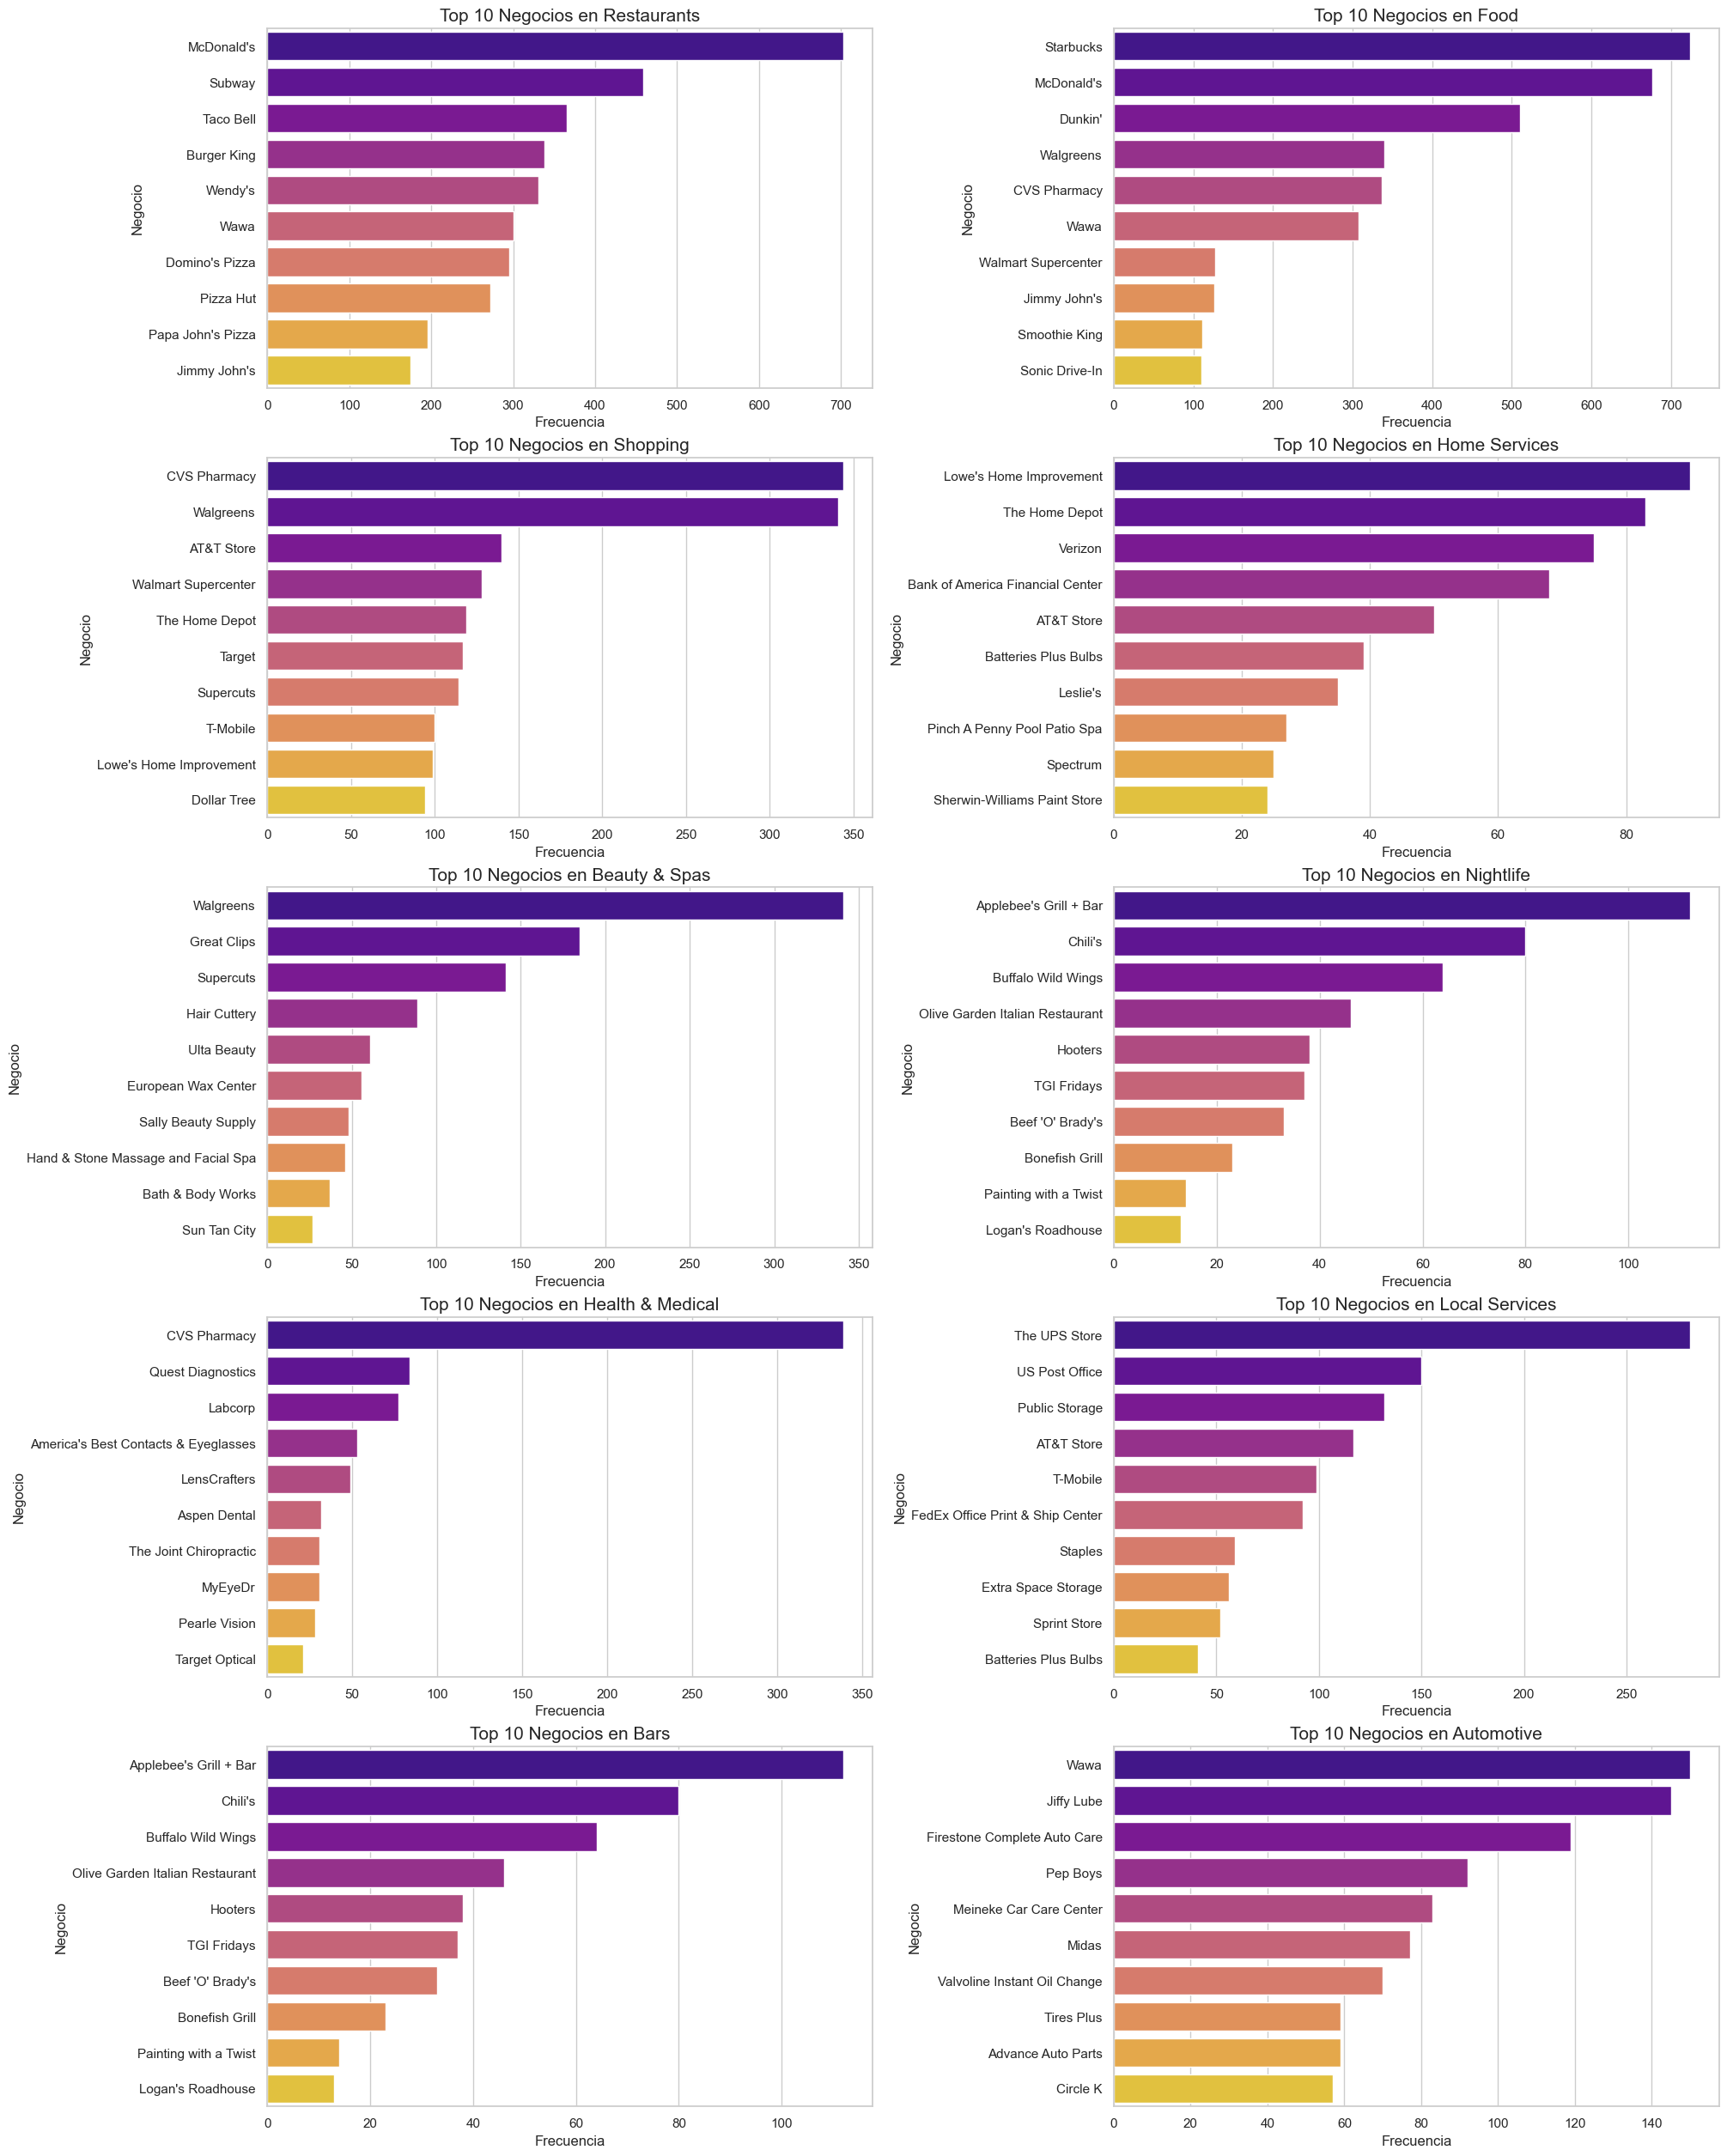 Top 10 Negocios en Restaurants
Negocio
McDonald's
Subway
Taco Bell
Burger King
Wendy's
Wawa
Domino's Pizza
Pizza Hut
Papa John's Pizza
Jimmy John's
0 100 200 300 400 500 600 700
Frecuencia
Top 10 Negocios en Food
Negocio
Starbucks
McDonald's
Dunkin'
Walgreens
CVS Pharmacy
Wawa
Walmart Supercenter
Jimmy John's
Smoothie King
Sonic Drive-In
0 100 200 300 400 500 600 700
Frecuencia
Top 10 Negocios en Shopping
Negocio
CVS Pharmacy
Walgreens
AT&T Store
Walmart Supercenter
The Home Depot
Target
Supercuts
T-Mobile
Lowe's Home Improvement
Dollar Tree
0 50 100 150 200 250 300 350
Frecuencia
Top 10 Negocios en Home Services
Negocio
Lowe's Home Improvement
The Home Depot
Verizon
Bank of America Financial Center
AT&T Store
Batteries Plus Bulbs
Leslie's
Pinch A Penny Pool Patio Spa
Spectrum
Sherwin-Williams Paint Store
0 20 40 60 80
Frecuencia
Top 10 Negocios en Beauty & Spas
Negocio
Walgreens
Great Clips
Supercuts
Hair Cuttery
Ulta Beauty
European Wax Center
Sally Beauty Supply
Hand & Stone Massage and Facial Spa
Bath & Body Works
Sun Tan City
0 50 100 150 200 250 300 350
Frecuencia
Top 10 Negocios en Nightlife
Negocio
Applebee's Grill + Bar
Chili's
Buffalo Wild Wings
Olive Garden Italian Restaurant
Hooters
TGI Fridays
Beef 'O' Brady's
Bonefish Grill
Painting with a Twist
Logan's Roadhouse
0 20 40 60 80 100
Frecuencia
Top 10 Negocios en Health & Medical
Negocio
CVS Pharmacy
Quest Diagnostics
Labcorp
America's Best Contacts & Eyeglasses
LensCrafters
Aspen Dental
The Joint Chiropractic
MyEyeDr
Pearle Vision
Target Optical
0 50 100 150 200 250 300 350
Frecuencia
Top 10 Negocios en Local Services
Negocio
The UPS Store
US Post Office
Public Storage
AT&T Store
T-Mobile
FedEx Office Print & Ship Center
Staples
Extra Space Storage
Sprint Store
Batteries Plus Bulbs
0 50 100 150 200 250
Frecuencia
Top 10 Negocios en Bars
Negocio
Applebee's Grill + Bar
Chili's
Buffalo Wild Wings
Olive Garden Italian Restaurant
Hooters
TGI Fridays
Beef 'O' Brady's
Bonefish Grill
Painting with a Twist
Logan's Roadhouse
0 20 40 60 80 100
Frecuencia
Top 10 Negocios en Automotive
Negocio
Wawa
Jiffy Lube
Firestone Complete Auto Care
Pep Boys
Meineke Car Care Center
Midas
Valvoline Instant Oil Change
Tires Plus
Advance Auto Parts
Circle K
0 20 40 60 80 100 120 140
Frecuencia